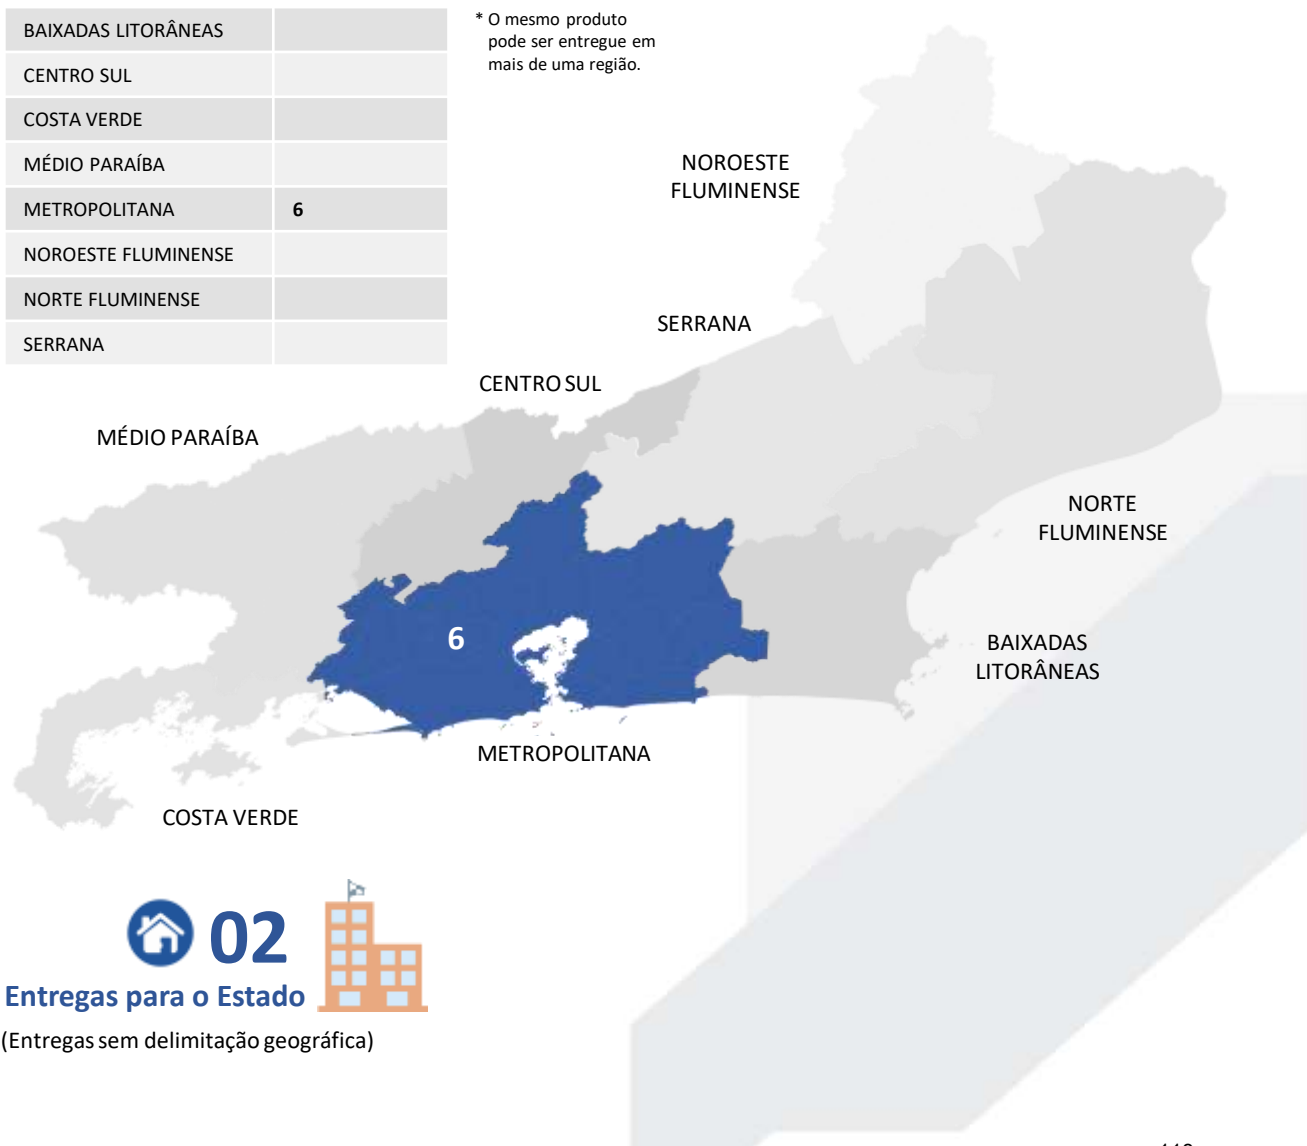 BAIXADAS LITORÂNEAS
CENTRO SUL
COSTA VERDE
MÉDIO PARAÍBA
METROPOLITANA 6
NOROESTE FLUMINENSE
NORTE FLUMINENSE
SERRANA
* O mesmo produto
pode ser entregue em
mais de uma região.
NOROESTE
FLUMINENSE
SERRANA
CENTRO SUL
MÉDIO PARAÍBA
NORTE
FLUMINENSE
6
BAIXADAS
LITORÂNEAS
METROPOLITANA
COSTA VERDE
02
Entregas para o Estado
(Entregas sem delimitação geográfica)